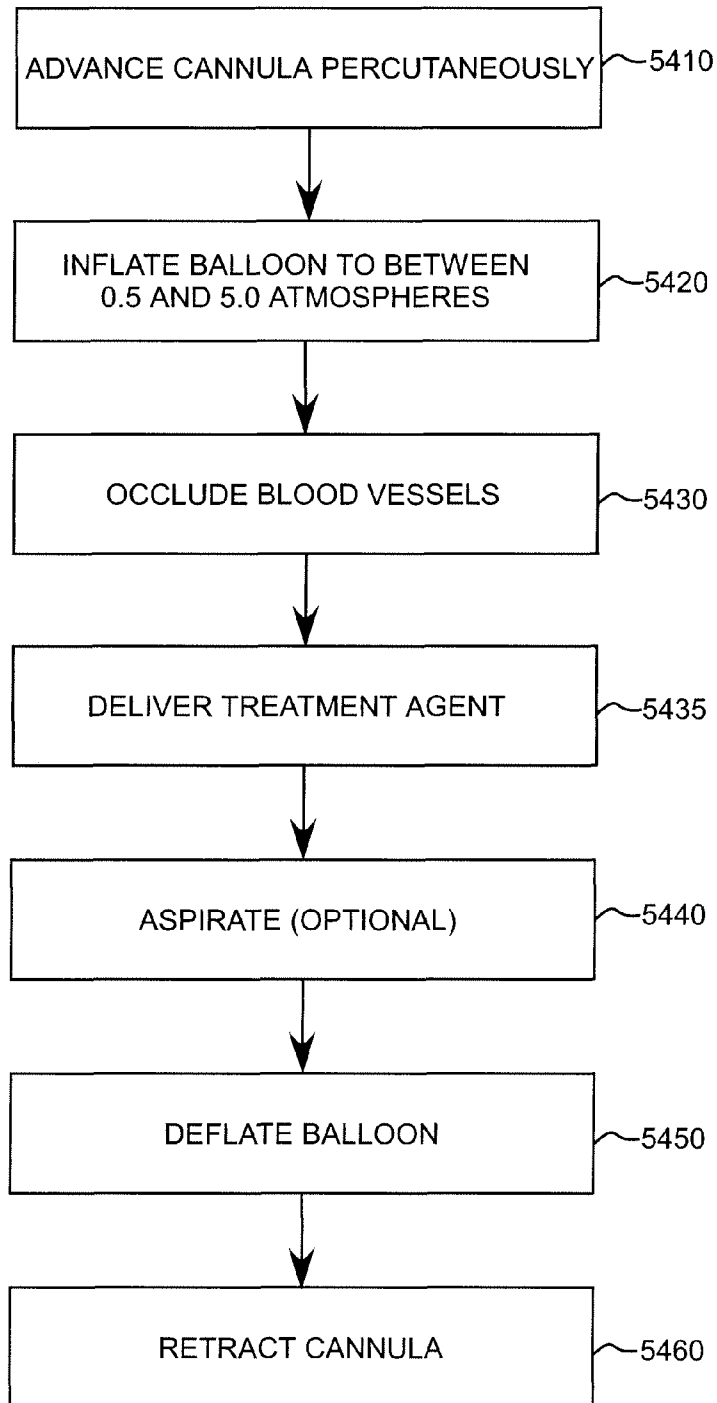 ADVANCE CANNULA PERCUTANEOUSLY
5410
INFLATE BALLOON TO BETWEEN
0.5 AND 5.0 ATMOSPHERES
5420
OCCLUDE BLOOD VESSELS
5430
DELIVER TREATMENT AGENT
5435
ASPIRATE (OPTIONAL)
5440
DEFLATE BALLOON
5450
RETRACT CANNULA
5460